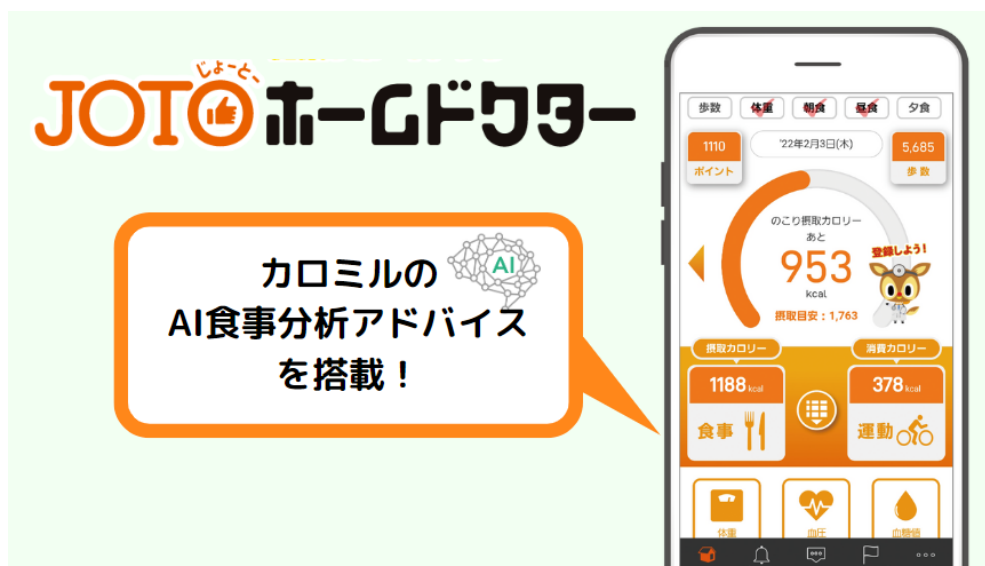 じょーとー
JOTOホームドクター
カロミルの
AI
AI食事分析アドバイス
を搭載！
歩数 体重 朝食 昼食 夕食
1110
ポイント
'22年2月3日(木)
5,685
歩数
のこり摂取カロリー
あと
953
kcal
摂取目安：1,763
登録しよう!
摂取カロリー
消費カロリー
1188 kcal
食事
378 kcal
運動
体重
血圧
血糖値